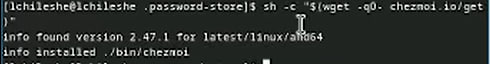 [lchileshe@lchileshe .password-store]$ sh -c "$(wget -qO- chezmoi.io/get
)"
info found version 2.47.1 for latest/linux/amd64
info installed ./bin/chezmoi